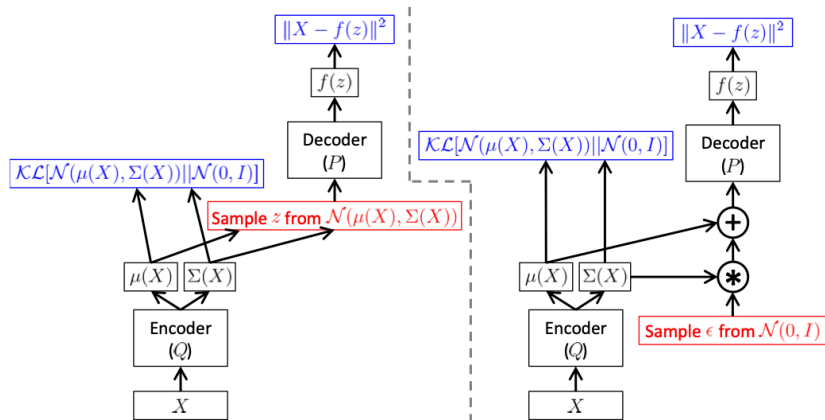 ‖X − f(z)‖²
f(z)
Decoder
(P)
𝒦ℒ[𝒩(μ(X), Σ(X))||𝒩(0, I)]
Sample z from 𝒩(μ(X), Σ(X))
μ(X)
Σ(X)
Encoder
(Q)
X
‖X − f(z)‖²
f(z)
Decoder
(P)
𝒦ℒ[𝒩(μ(X), Σ(X))||𝒩(0, I)]
+
μ(X)
Σ(X)
*
Encoder
(Q)
Sample ϵ from 𝒩(0, I)
X